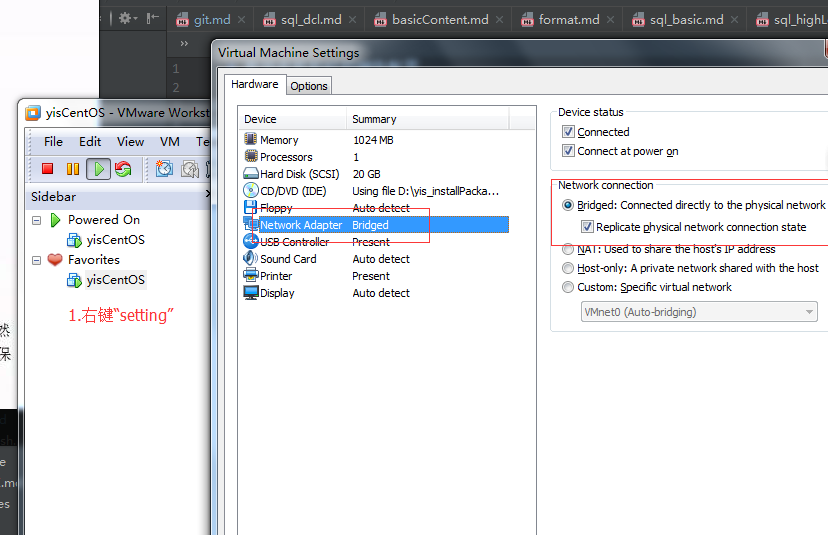 git.md
sql_dcl.md
basicContent.md
format.md
sql_basic.md
sql_highL
1
2
Virtual Machine Settings
Hardware
Options
Device
Summary
Memory
1024 MB
Processors
1
Hard Disk (SCSI)
20 GB
CD/DVD (IDE)
Using file D:\yis_installPacka...
Floppy
Auto detect
Network Adapter
Bridged
USB Controller
Present
Sound Card
Auto detect
Printer
Present
Display
Auto detect
Device status
Connected
Connect at power on
Network connection
Bridged: Connected directly to the physical network
Replicate physical network connection state
NAT: Used to share the host's IP address
Host-only: A private network shared with the host
Custom: Specific virtual network
VMnet0 (Auto-bridging)
yisCentOS - VMware Workst
File Edit View VM Te
Sidebar
Powered On
yisCentOS
Favorites
yisCentOS
1.右键“setting”
然
保
sh
e
.m
es